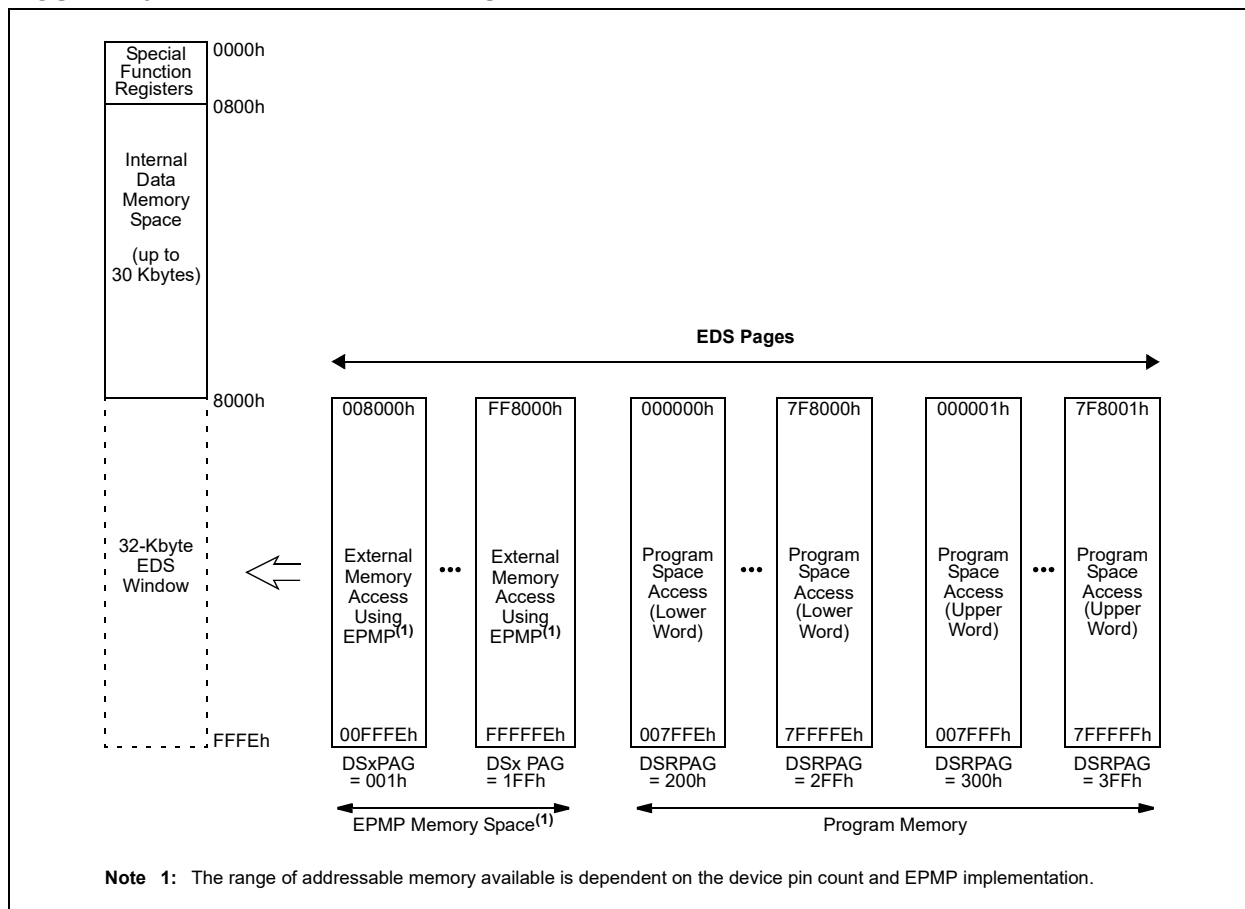 Special
Function
Registers
0000h
0800h
Internal
Data
Memory
Space
(up to
30 Kbytes)
EDS Pages
8000h
008000h
FF8000h
000000h
7F8000h
000001h
7F8001h
32-Kbyte
EDS
Window
External
Memory
Access
Using
EPMP(1)
•••
External
Memory
Access
Using
EPMP(1)
Program
Space
Access
(Lower
Word)
•••
Program
Space
Access
(Lower
Word)
Program
Space
Access
(Upper
Word)
•••
Program
Space
Access
(Upper
Word)
FFFEh
00FFFEh
FFFFFEh
007FFEh
7FFFFEh
007FFFh
7FFFFFh
DSxPAG
= 001h
DSx PAG
= 1FFh
DSRPAG
= 200h
DSRPAG
= 2FFh
DSRPAG
= 300h
DSRPAG
= 3FFh
EPMP Memory Space(1)
Program Memory
Note 1: The range of addressable memory available is dependent on the device pin count and EPMP implementation.